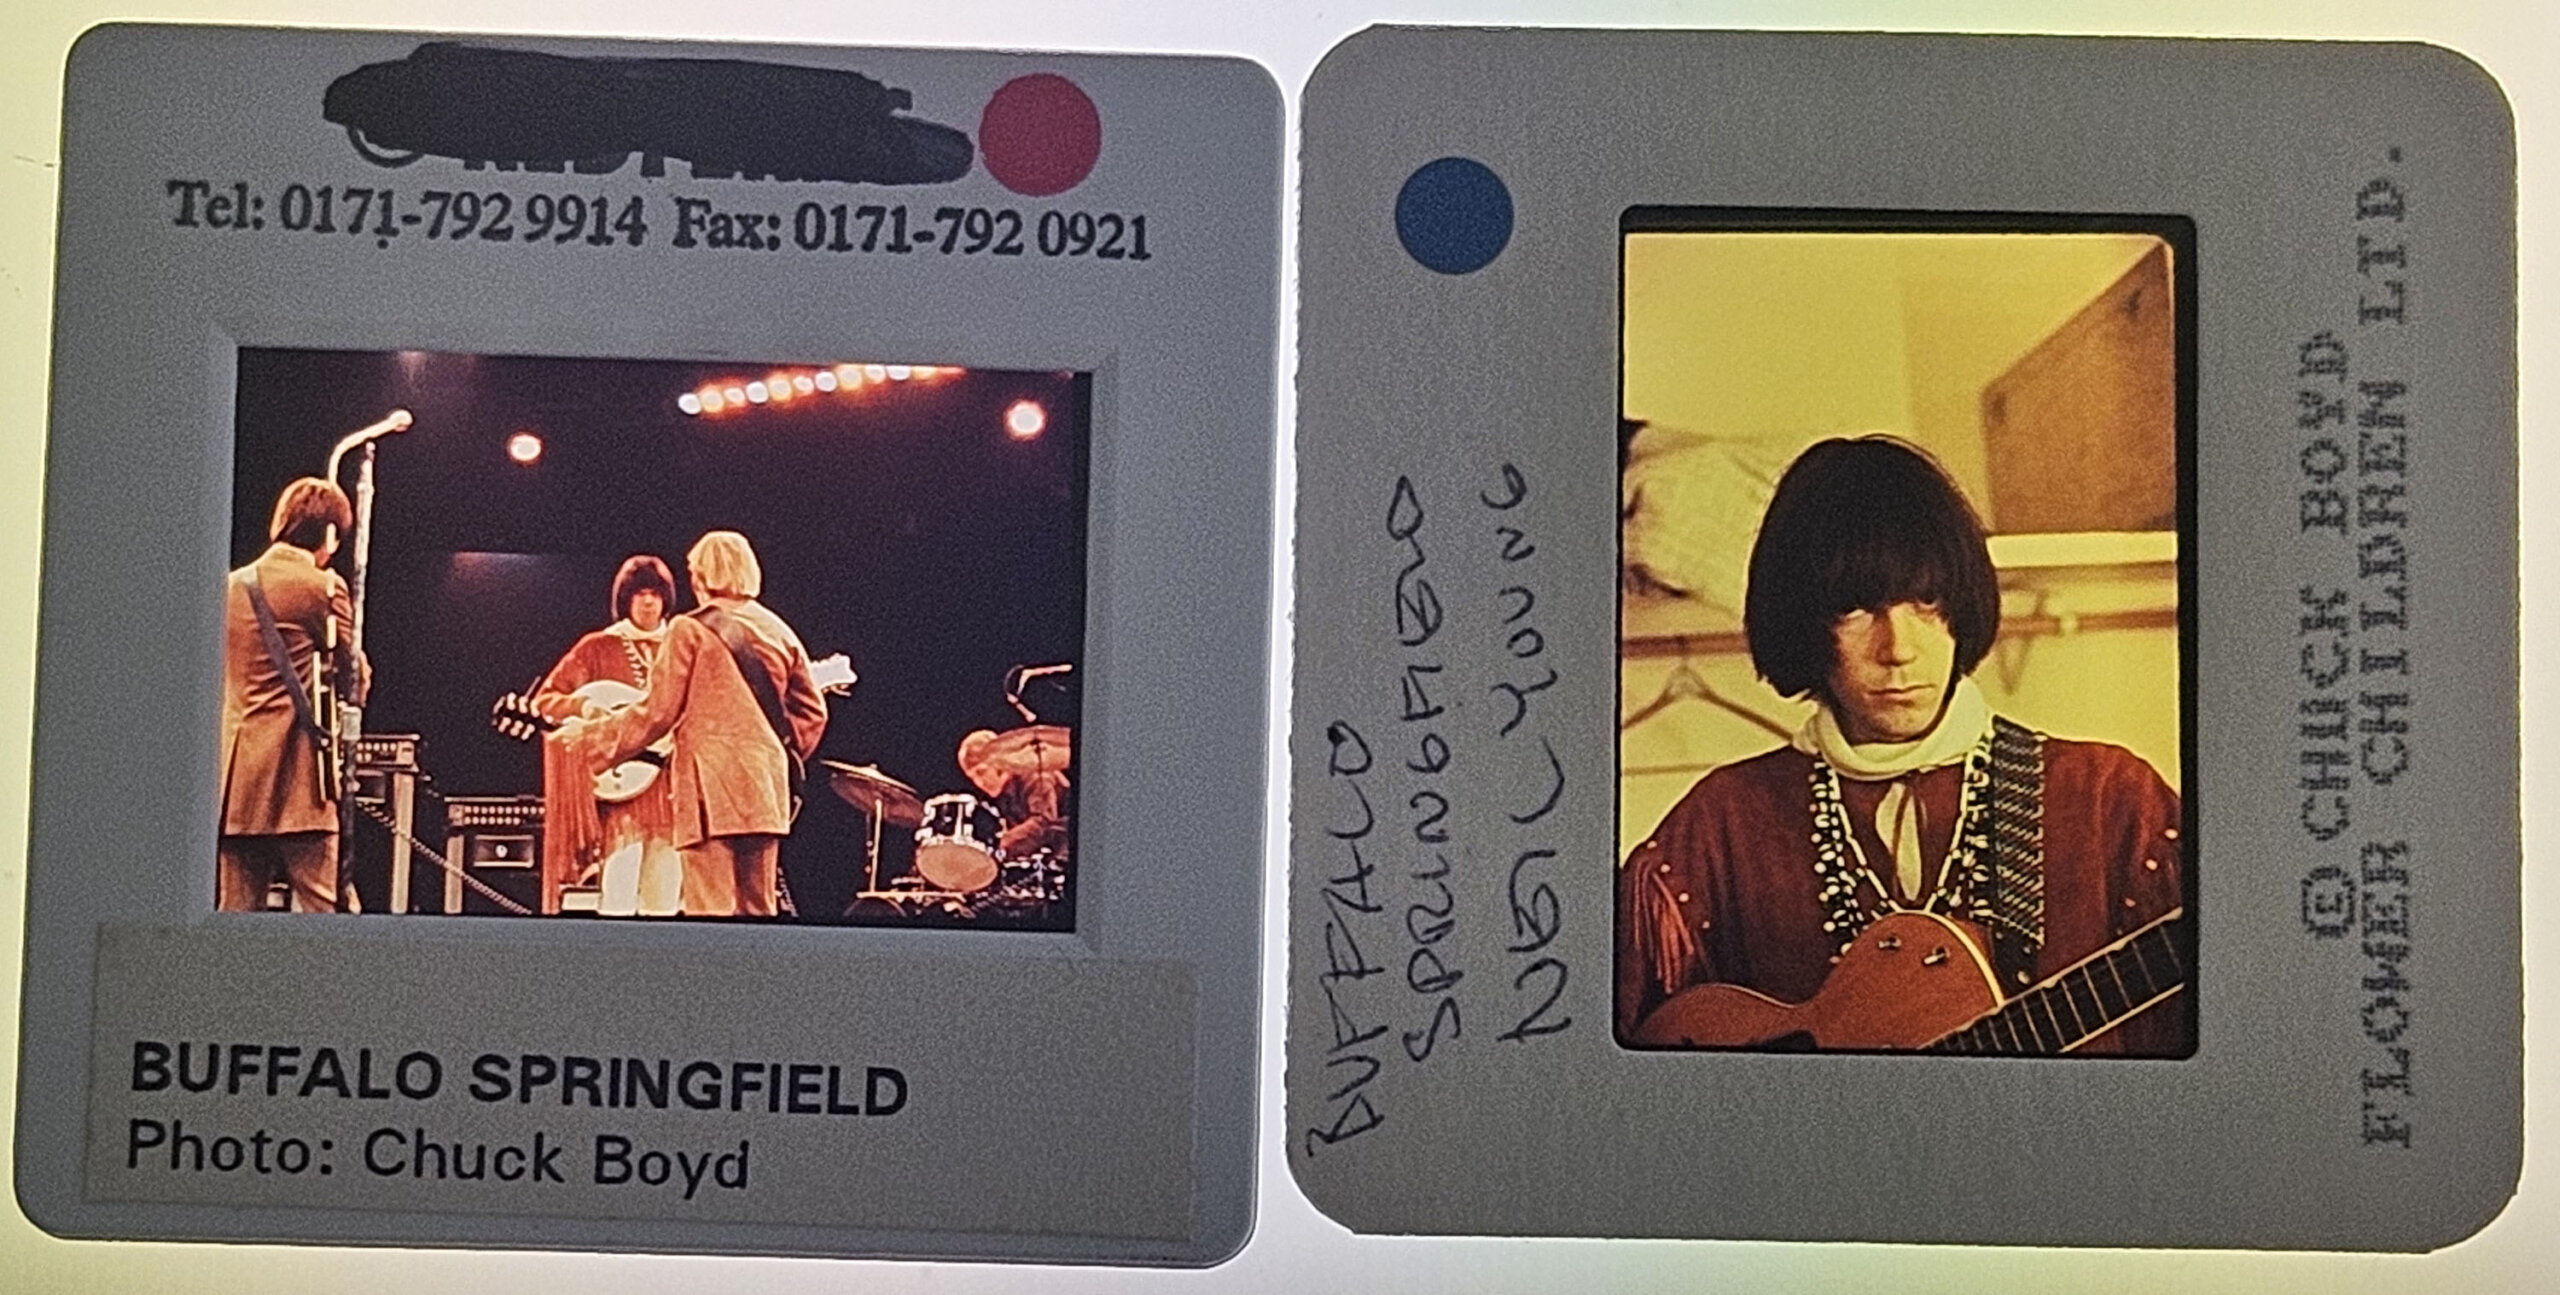 Tel: 0171-792 9914 Fax: 0171-792 0921
BUFFALO SPRINGFIELD
Photo: Chuck Boyd
BUFFALO
SPRINGFIELD
NEIL YOUNG
© CHUCK BOYD
FLOWER CHILDREN LTD.